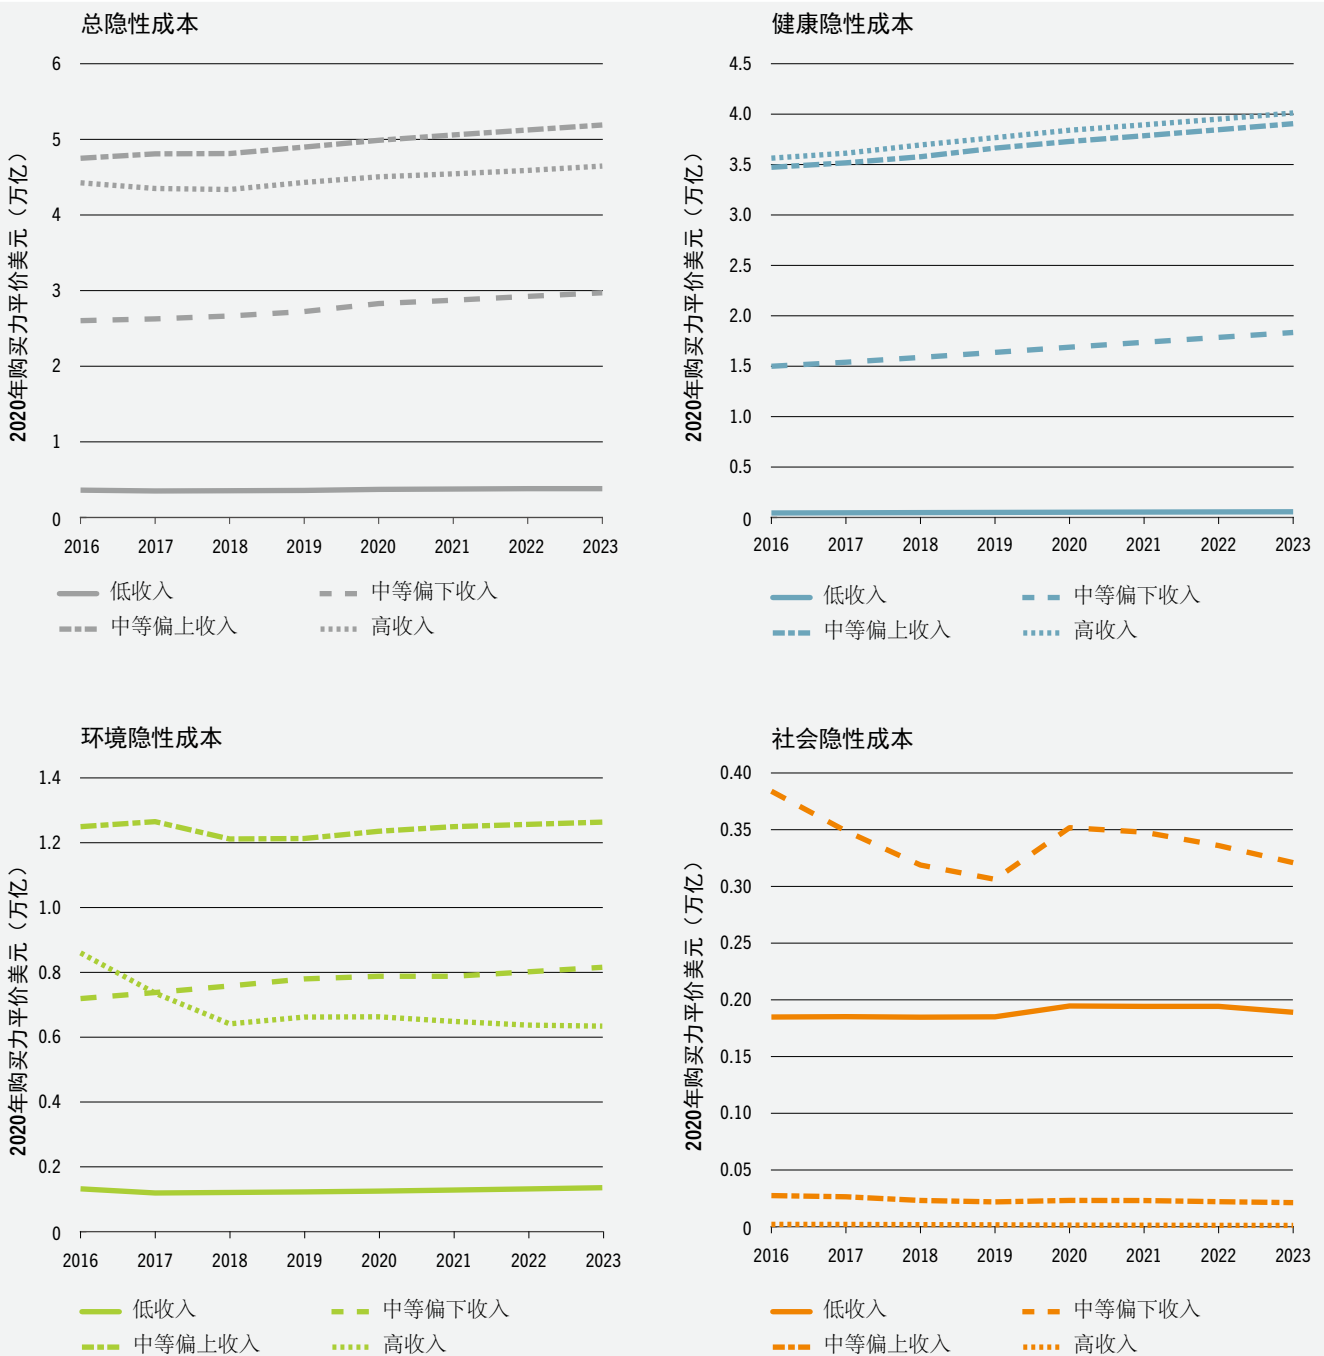 总隐性成本
2020年购买力平价美元（万亿）
6
5
4
3
2
1
0
2016 2017 2018 2019 2020 2021 2022 2023
低收入 中等偏下收入
中等偏上收入 高收入
健康隐性成本
2020年购买力平价美元（万亿）
4.5
4.0
3.5
3.0
2.5
2.0
1.5
1.0
0.5
0
2016 2017 2018 2019 2020 2021 2022 2023
低收入 中等偏下收入
中等偏上收入 高收入
环境隐性成本
2020年购买力平价美元（万亿）
1.4
1.2
1.0
0.8
0.6
0.4
0.2
0
2016 2017 2018 2019 2020 2021 2022 2023
低收入 中等偏下收入
中等偏上收入 高收入
社会隐性成本
2020年购买力平价美元（万亿）
0.40
0.35
0.30
0.25
0.20
0.15
0.10
0.05
0
2016 2017 2018 2019 2020 2021 2022 2023
低收入 中等偏下收入
中等偏上收入 高收入